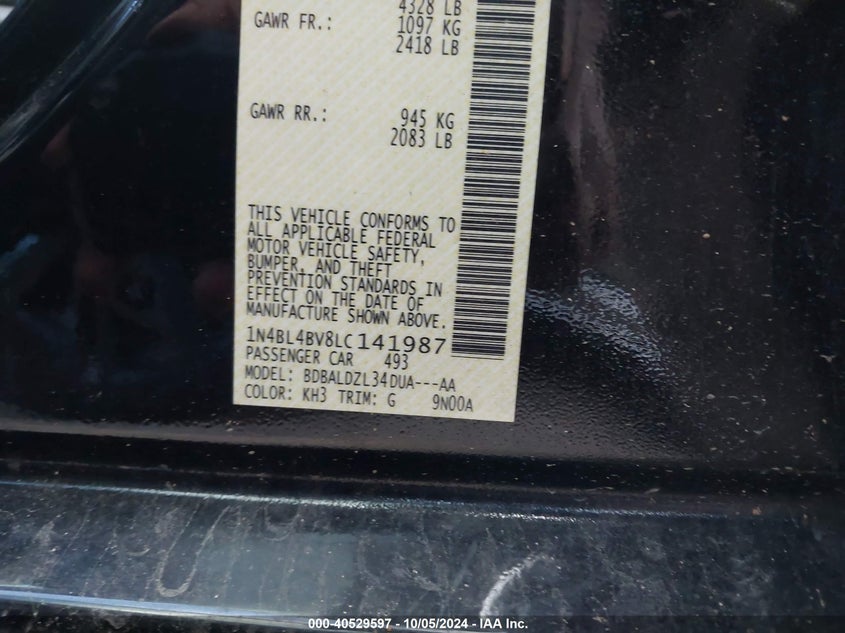 4328 LB
GAWR FR.: 1097 KG
2418 LB
GAWR RR.: 945 KG
2083 LB
THIS VEHICLE CONFORMS TO
ALL APPLICABLE FEDERAL
MOTOR VEHICLE SAFETY,
BUMPER, AND THEFT
PREVENTION STANDARDS IN
EFFECT ON THE DATE OF
MANUFACTURE SHOWN ABOVE.
1N4BL4BV8LC141987
PASSENGER CAR 493
MODEL: BDBALDZL34DUA---AA
COLOR: KH3 TRIM: G 9N00A
000-40529597 - 10/05/2024 - IAA Inc.